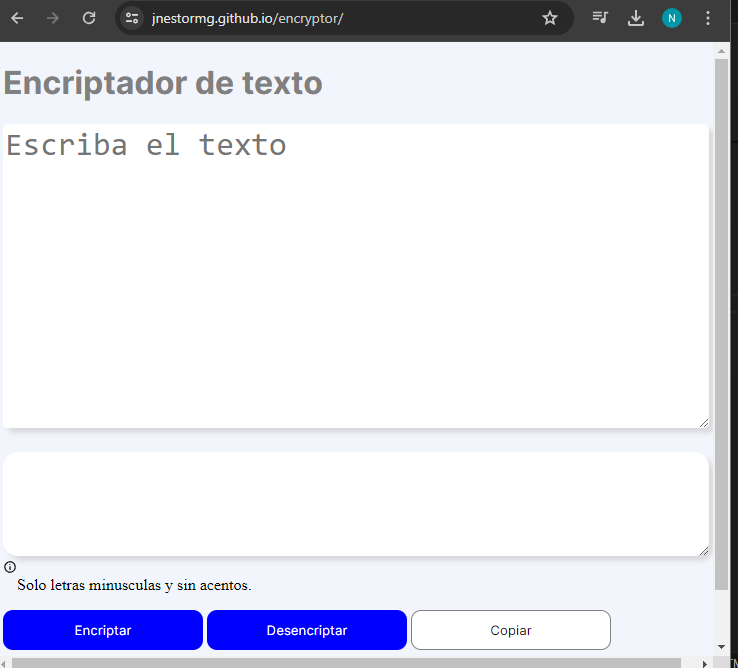 jnestormg.github.io/encryptor/
N
Encriptador de texto
Escriba el texto
Solo letras minusculas y sin acentos.
Encriptar
Desencriptar
Copiar